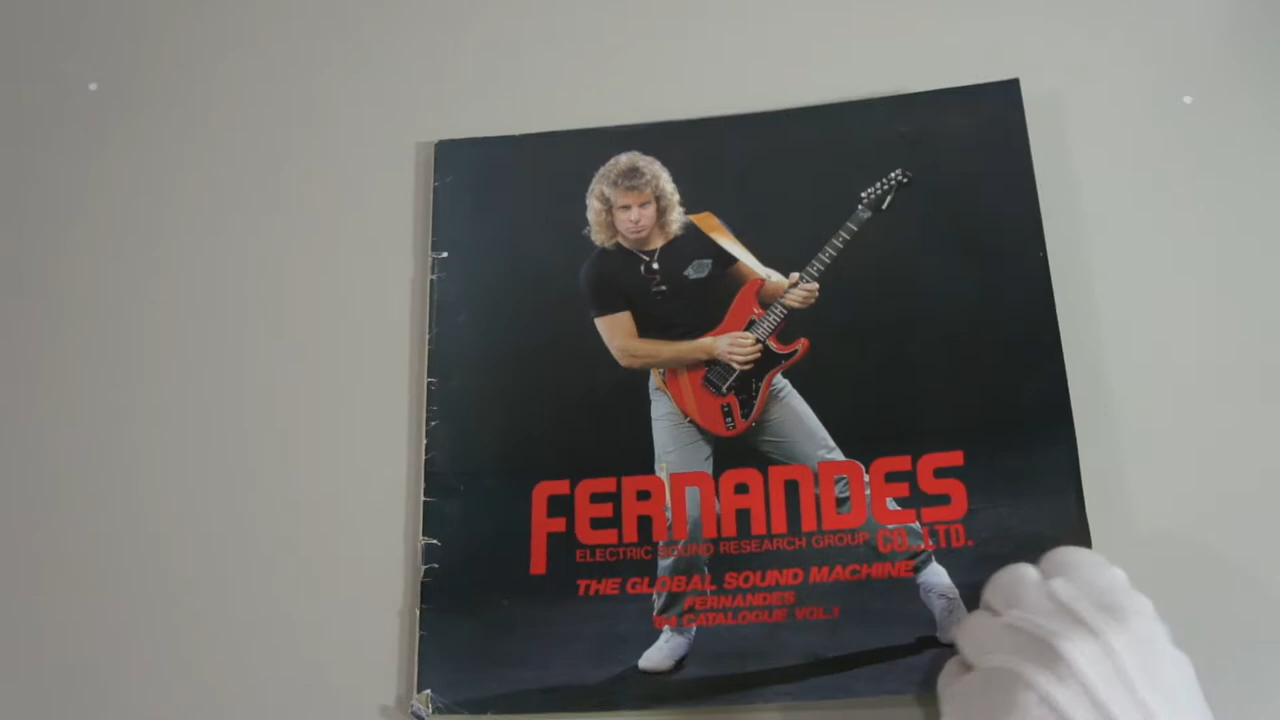 FERNANDES
ELECTRIC SOUND RESEARCH GROUP CO.,LTD.
THE GLOBAL SOUND MACHINE
FERNANDES
'84 CATALOGUE VOL.1